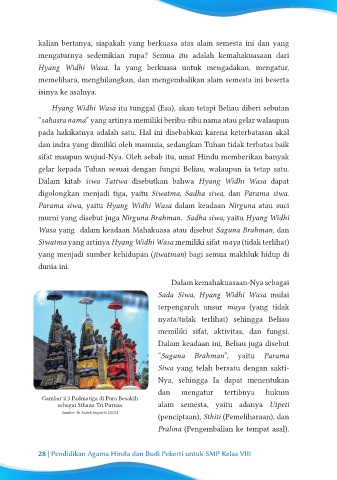 kalian bertanya, siapakah yang berkuasa atas alam semesta ini dan yang
mengaturnya sedemikian rupa? Semua itu adalah kemahakuasaan dari
Hyang Widhi Wasa. Ia yang berkuasa untuk mengadakan, mengatur,
memelihara, menghilangkan, dan mengembalikan alam semesta ini beserta
isinya ke asalnya.
Hyang Widhi Wasa itu tunggal (Esa), akan tetapi Beliau diberi sebutan
"sahasra nama" yang artinya memiliki beribu-ribu nama atau gelar walaupun
pada hakikatnya adalah satu. Hal ini disebabkan karena keterbatasan akal
dan indra yang dimiliki oleh manusia, sedangkan Tuhan tidak terbatas baik
sifat maupun wujud-Nya. Oleh sebab itu, umat Hindu memberikan banyak
gelar kepada Tuhan sesuai dengan fungsi Beliau, walaupun ia tetap satu.
Dalam kitab śiwa Tattwa disebutkan bahwa Hyang Widhi Wasa dapat
digolongkan menjadi tiga, yaitu Siwatma, Sadha siwa, dan Parama siwa.
Parama siwa, yaitu Hyang Widhi Wasa dalam keadaan Nirguna atau suci
murni yang disebut juga Nirguna Brahman. Sadha siwa, yaitu Hyang Widhi
Wasa yang dalam keadaan Mahakuasa atau disebut Saguna Brahman, dan
Siwatma yang artinya Hyang Widhi Wasa memiliki sifat maya (tidak terlihat)
yang menjadi sumber kehidupan (jiwatman) bagi semua makhluk hidup di
dunia ini.
Dalam kemahakuasaan-Nya sebagai
Sada Siwa, Hyang Widhi Wasa mulai
terpengaruh unsur maya (yang tidak
nyata/tidak terlihat) sehingga Beliau
memiliki sifat, aktivitas, dan fungsi.
Dalam keadaan ini, Beliau juga disebut
"Saguna Brahman", yaitu Parama
Siwa yang telah bersatu dengan sakti-
Nya, sehingga Ia dapat menentukan
dan mengatur tertibnya hukum
alam semesta, yaitu adanya Utpeti
(penciptaan), Sthiti (Pemeliharaan), dan
Pralina (Pengembalian ke tempat asal).
Gambar 2.3 Padmatiga di Pura Besakih
sebagai Sthana Tri Purusa
28 | Pendidikan Agama Hindu dan Budi Pekerti untuk SMP Kelas VIII